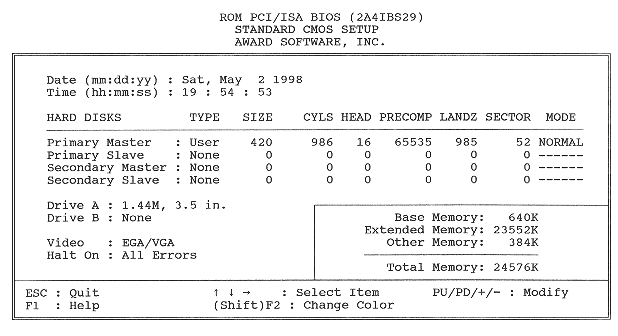 ROM PCI/ISA BIOS (2A4IBS29)
STANDARD CMOS SETUP
AWARD SOFTWARE, INC.
Date (mm:dd:yy) : Sat, May  2 1998
Time (hh:mm:ss) : 19 : 54 : 53
HARD DISKS TYPE SIZE CYLS HEAD PRECOMP LANDZ SECTOR MODE
Primary Master : User 420 986 16 65535 985 52 NORMAL
Primary Slave : None 0 0 0 0 0 0 ------
Secondary Master : None 0 0 0 0 0 0 ------
Secondary Slave : None 0 0 0 0 0 0 ------
Drive A : 1.44M, 3.5 in.
Drive B : None
Video : EGA/VGA
Halt On : All Errors
Base Memory: 640K
Extended Memory: 23552K
Other Memory: 384K
Total Memory: 24576K
ESC : Quit ↑ ↓ → : Select Item PU/PD/+/- : Modify
F1 : Help (Shift)F2 : Change Color